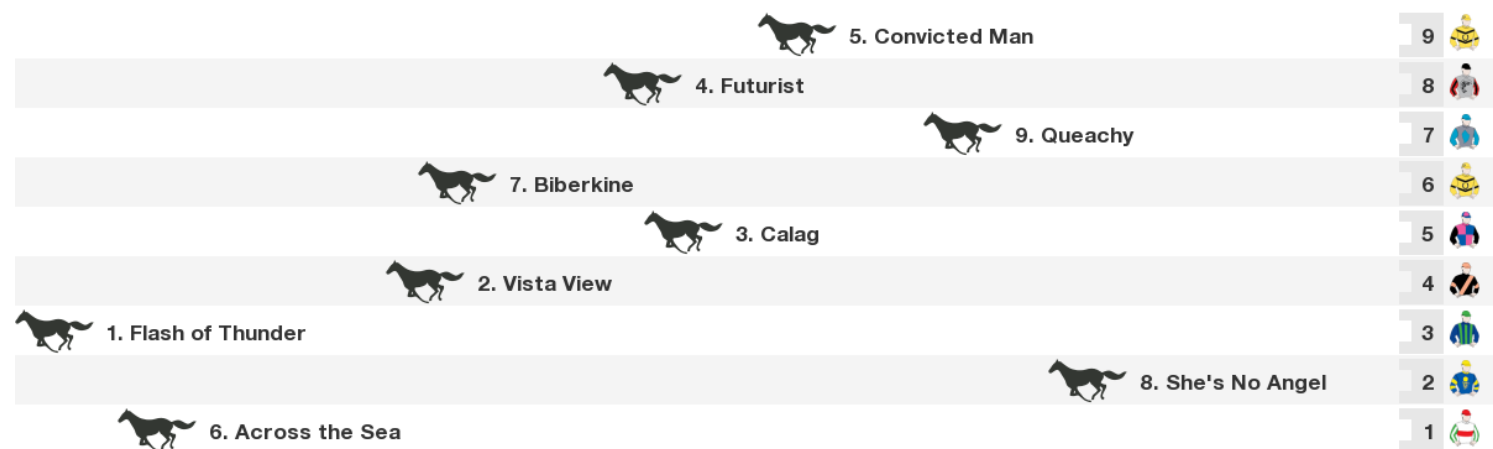 5. Convicted Man 9
4. Futurist 8
9. Queachy 7
7. Biberkine 6
3. Calag 5
2. Vista View 4
1. Flash of Thunder 3
8. She's No Angel 2
6. Across the Sea 1